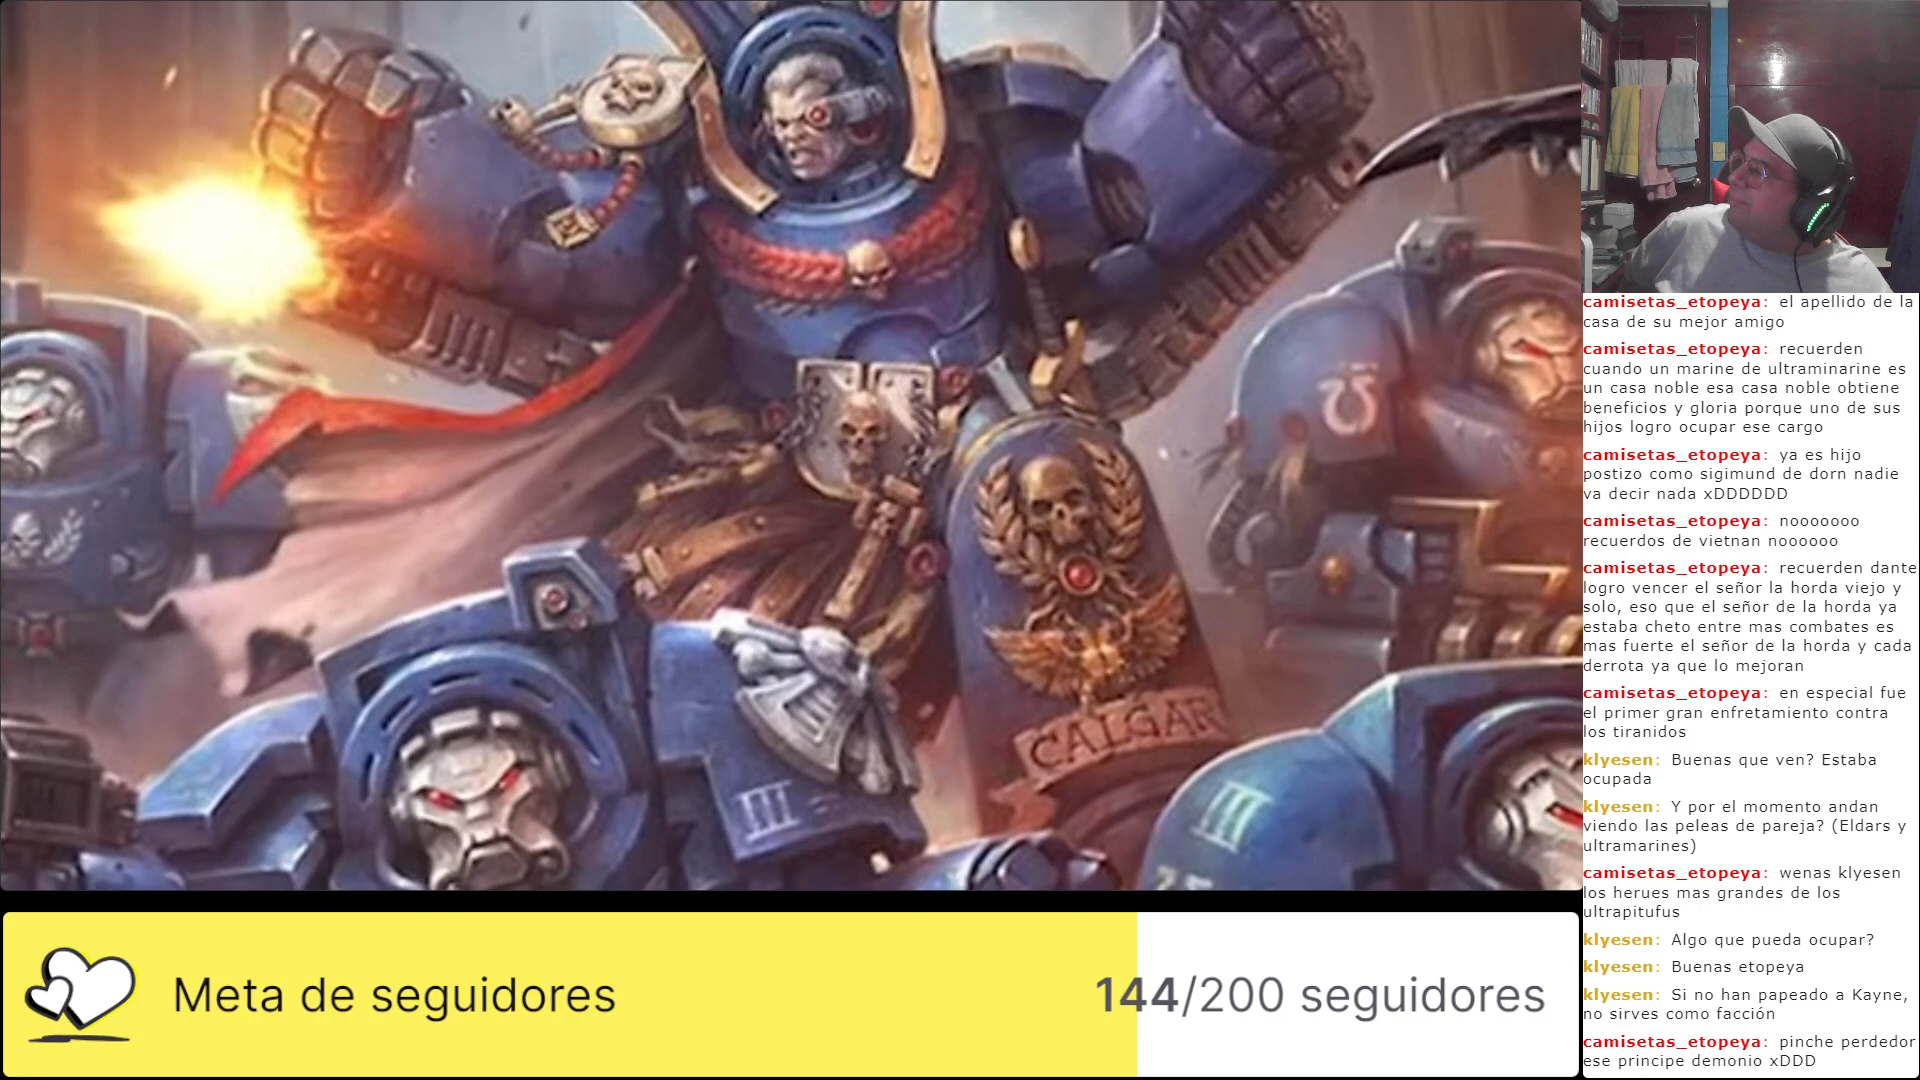 CALGAR
III
III
Meta de seguidores
144/200 seguidores
camisetas_etopeya: el apellido de la
casa de su mejor amigo
camisetas_etopeya: recuerden
cuando un marine de ultraminarine es
un casa noble esa casa noble obtiene
beneficios y gloria porque uno de sus
hijos logro ocupar ese cargo
camisetas_etopeya: ya es hijo
postizo como sigimund de dorn nadie
va decir nada xDDDDDD
camisetas_etopeya: nooooooo
recuerdos de vietnan noooooo
camisetas_etopeya: recuerden dante
logro vencer el señor la horda viejo y
solo, eso que el señor de la horda ya
estaba cheto entre mas combates es
mas fuerte el señor de la horda y cada
derrota ya que lo mejoran
camisetas_etopeya: en especial fue
el primer gran enfretamiento contra
los tiranidos
klyesen: Buenas que ven? Estaba
ocupada
klyesen: Y por el momento andan
viendo las peleas de pareja? (Eldars y
ultramarines)
camisetas_etopeya: wenas klyesen
los herues mas grandes de los
ultrapitufus
klyesen: Algo que pueda ocupar?
klyesen: Buenas etopeya
klyesen: Si no han papeado a Kayne,
no sirves como facción
camisetas_etopeya: pinche perdedor
ese principe demonio xDDD